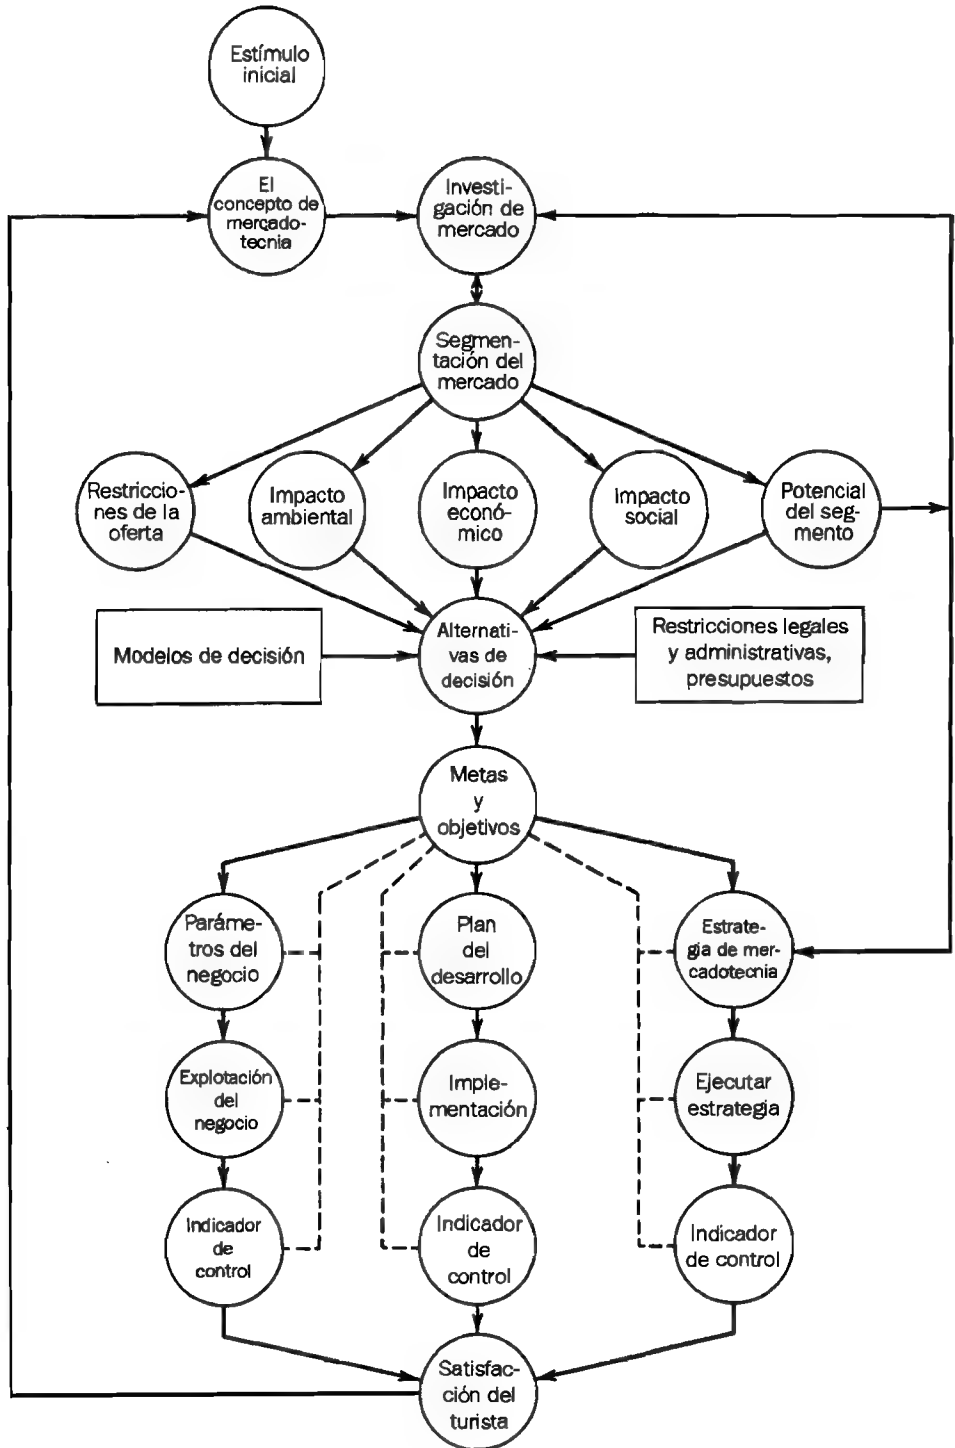 Estímulo
inicial
El
concepto de
mercado-
tecnia
Investi-
gación de
mercado
Segmen-
tación del
mercado
Restriccio-
nes de la
oferta
Impacto
ambiental
Impacto
econó-
mico
Impacto
social
Potencial
del seg-
mento
Modelos de decisión
Alternati-
vas de
decisión
Restricciones legales
y administrativas,
presupuestos
Metas
y
objetivos
Paráme-
tros del
negocio
Plan
del
desarrollo
Estrate-
gia de mer-
cadotecnia
Explotación
del
negocio
Imple-
mentación
Ejecutar
estrategia
Indicador
de
control
Indicador
de
control
Indicador
de control
Satisfac-
ción del
turista